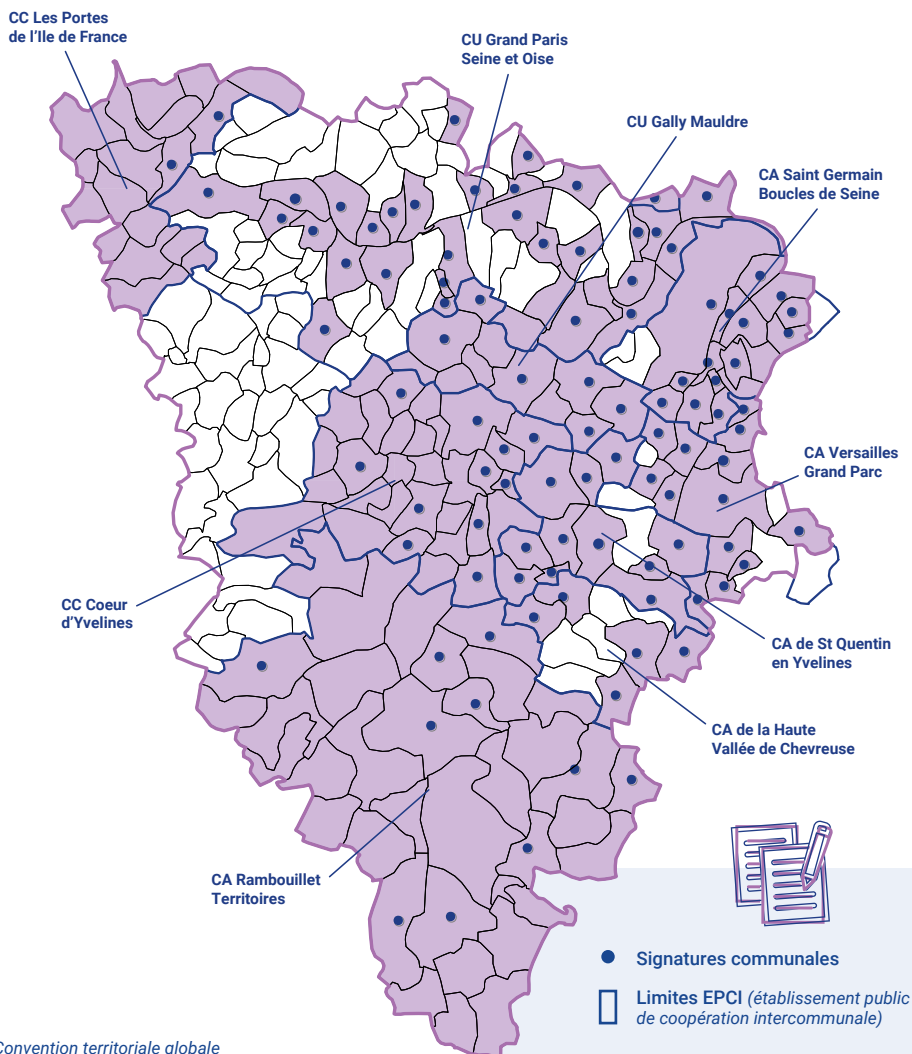 CC Les Portes
de l'Ile de France
CU Grand Paris
Seine et Oise
CU Gally Mauldre
CA Saint Germain
Boucles de Seine
CA Versailles
Grand Parc
CC Coeur
d'Yvelines
CA de St Quentin
en Yvelines
CA de la Haute
Vallée de Chevreuse
CA Rambouillet
Territoires
Signatures communales
Limites EPCI (établissement public
de coopération intercommunale)
Convention territoriale globale